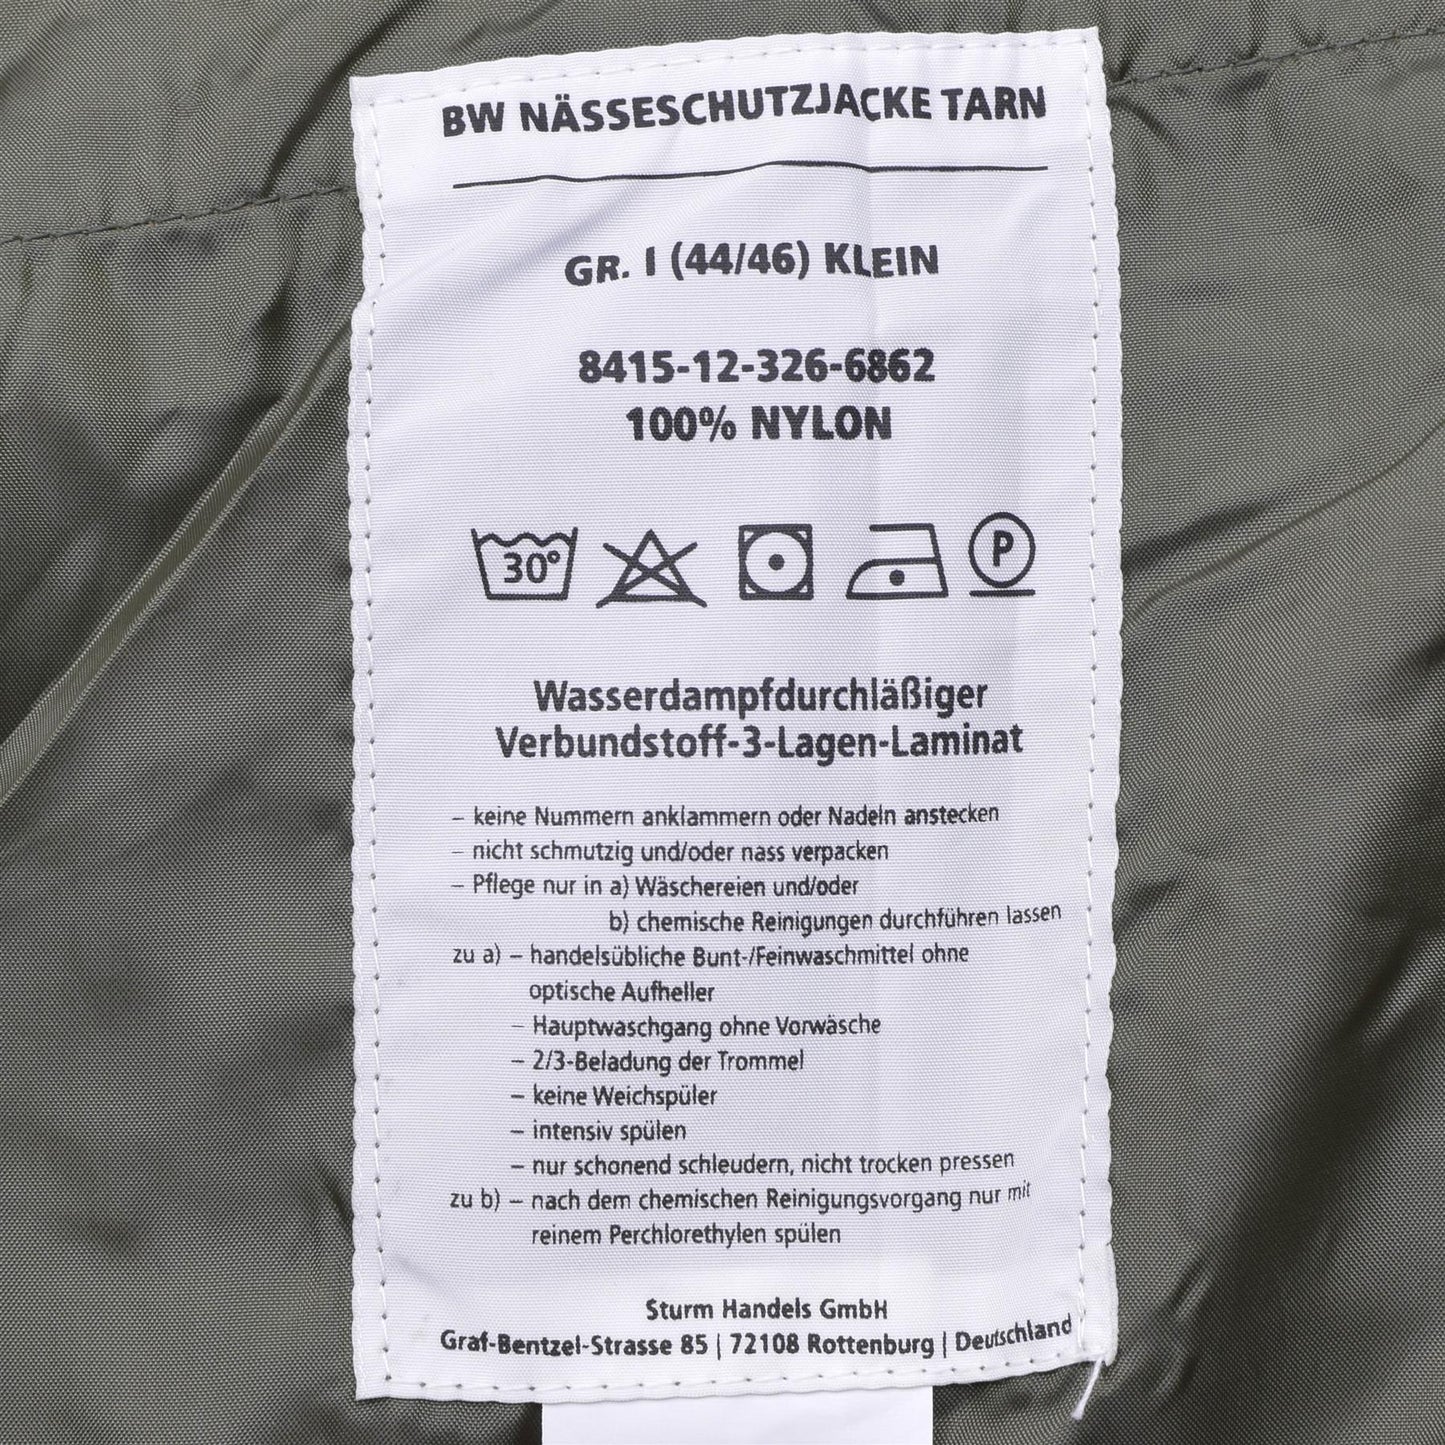 BW NÄSSESCHUTZJACKE TARN
GR. I (44/46) KLEIN
8415-12-326-6862
100% NYLON
30° P
Wasserdampfdurchläßiger
Verbundstoff-3-Lagen-Laminat
– keine Nummern anklammern oder Nadeln anstecken
– nicht schmutzig und/oder nass verpacken
– Pflege nur in a) Wäschereien und/oder
b) chemische Reinigungen durchführen lassen
zu a) – handelsübliche Bunt-/Feinwaschmittel ohne
optische Aufheller
– Hauptwaschgang ohne Vorwäsche
– 2/3-Beladung der Trommel
– keine Weichspüler
– intensiv spülen
– nur schonend schleudern, nicht trocken pressen
zu b) – nach dem chemischen Reinigungsvorgang nur mit
reinem Perchlorethylen spülen
Sturm Handels GmbH
Graf-Bentzel-Strasse 85 | 72108 Rottenburg | Deutschland